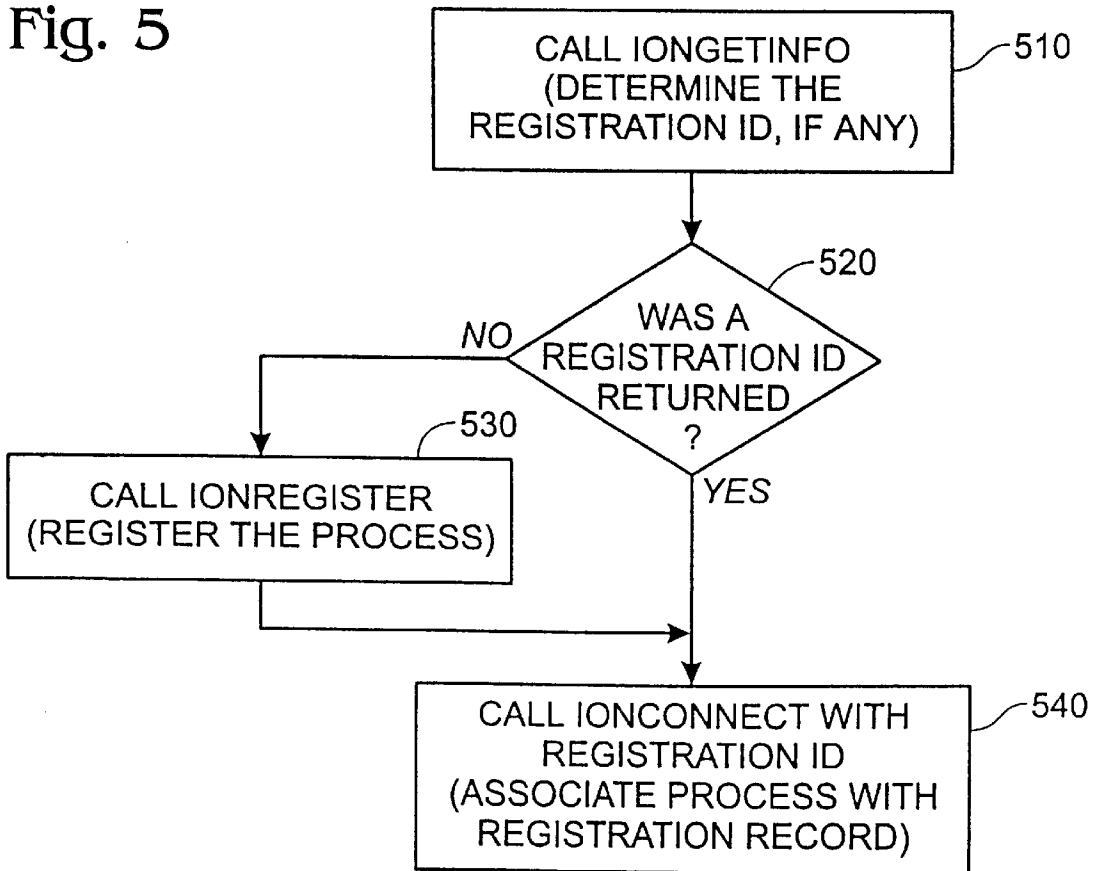 Fig. 5
CALL IONGETINFO
(DETERMINE THE
REGISTRATION ID, IF ANY)
510
520
WAS A
REGISTRATION ID
RETURNED
?
NO
YES
530
CALL IONREGISTER
(REGISTER THE PROCESS)
CALL IONCONNECT WITH
REGISTRATION ID
(ASSOCIATE PROCESS WITH
REGISTRATION RECORD)
540